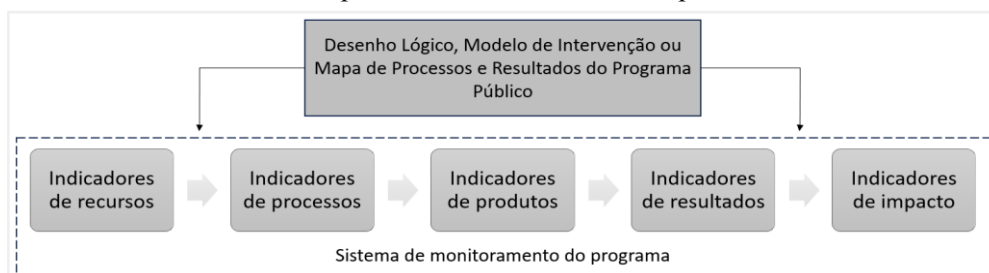 Desenho Lógico, Modelo de Intervenção ou
Mapa de Processos e Resultados do Programa
Público
Indicadores
de recursos
Indicadores
de processos
Indicadores
de produtos
Indicadores
de resultados
Indicadores
de impacto
Sistema de monitoramento do programa